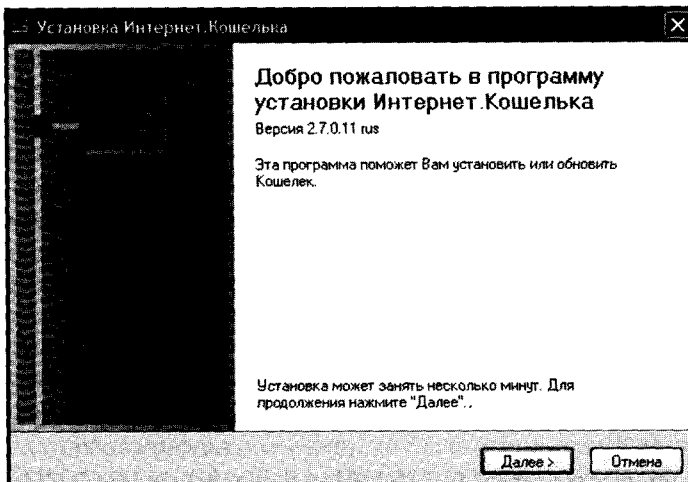 Установка Интернет.Кошелька
Добро пожаловать в программу
установки Интернет.Кошелька
Версия 2.7.0.11 rus
Эта программа поможет Вам установить или обновить
Кошелек.
Установка может занять несколько минут. Для
продолжения нажмите "Далее"..
Далее >
Отмена